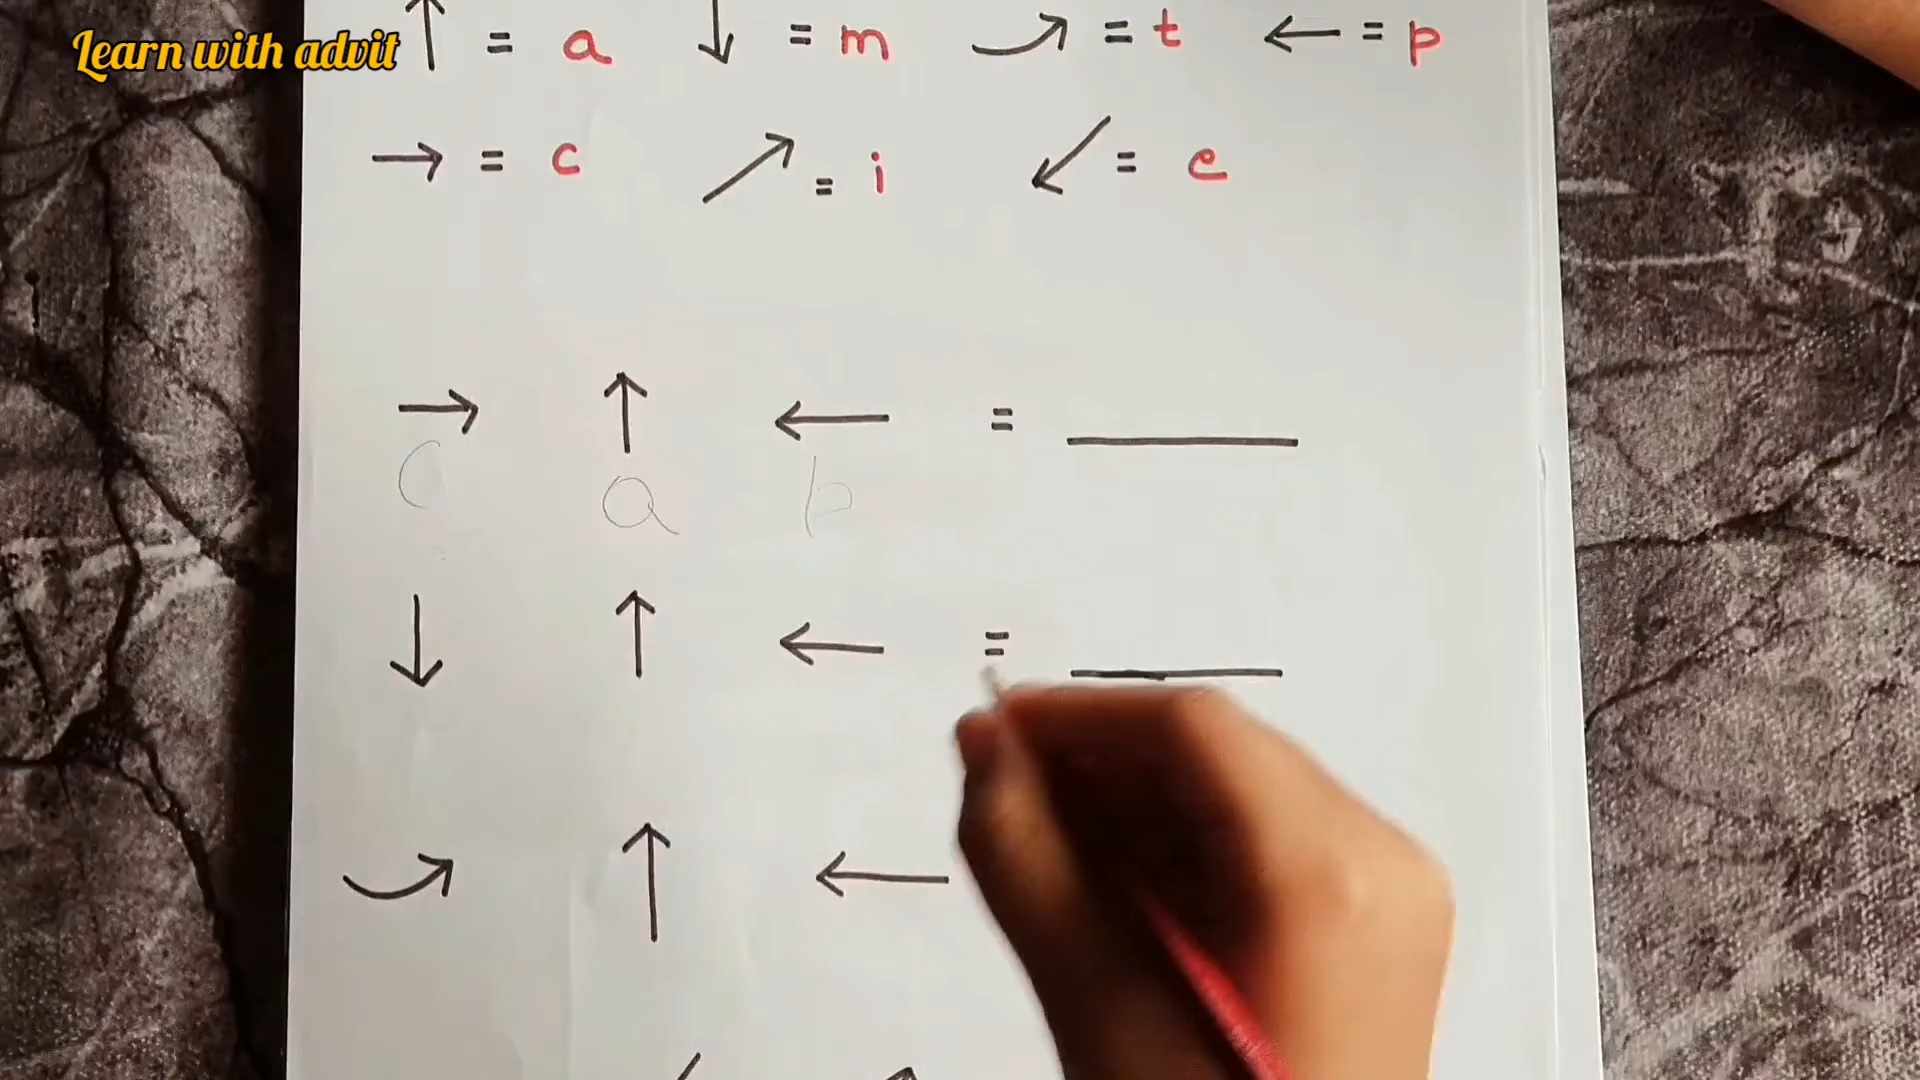 Learn with advit
↑ = a ↓ = m ⤴ = t ← = p
→ = c ↗ = i ↙ = e
→ ↑ ← = ____
c a p
↓ ↑ ← = ____
⤴ ↑ ←